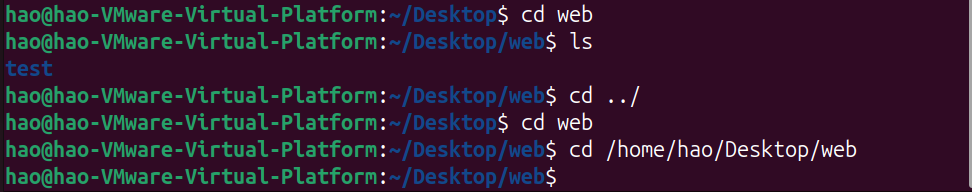 hao@hao-VMware-Virtual-Platform:~/Desktop$ cd web
hao@hao-VMware-Virtual-Platform:~/Desktop/web$ ls
test
hao@hao-VMware-Virtual-Platform:~/Desktop/web$ cd ../
hao@hao-VMware-Virtual-Platform:~/Desktop$ cd web
hao@hao-VMware-Virtual-Platform:~/Desktop/web$ cd /home/hao/Desktop/web
hao@hao-VMware-Virtual-Platform:~/Desktop/web$